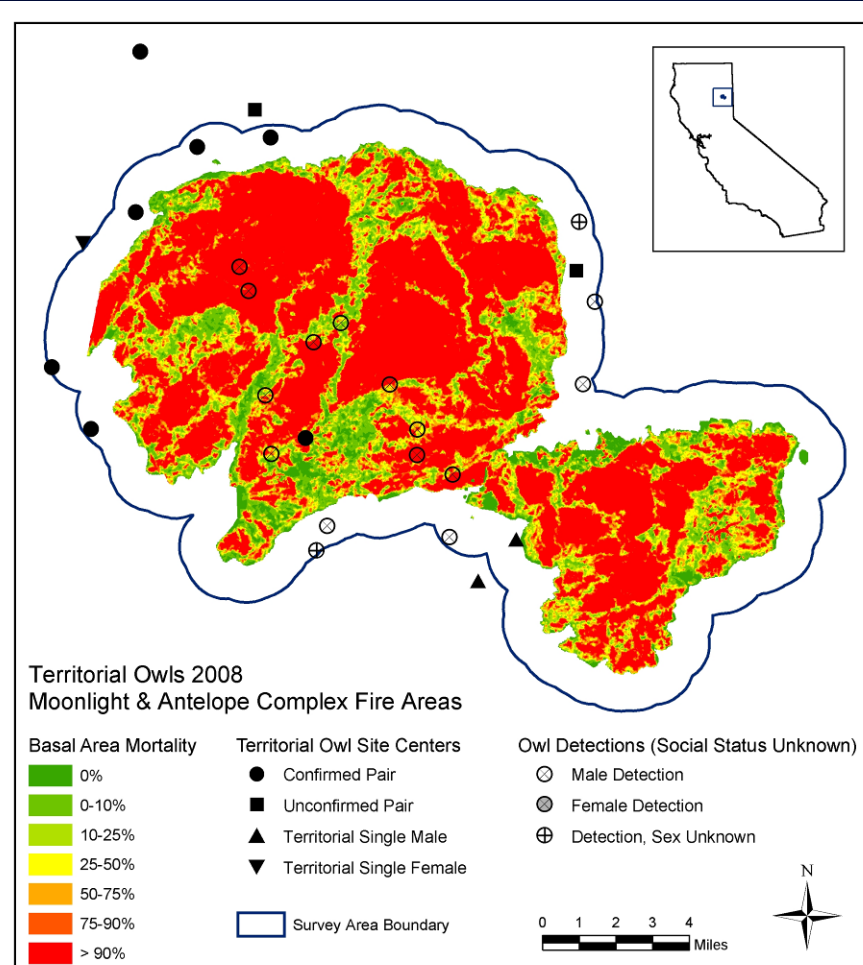 Territorial Owls 2008
Moonlight & Antelope Complex Fire Areas
Basal Area Mortality
0%
0-10%
10-25%
25-50%
50-75%
75-90%
> 90%
Territorial Owl Site Centers
Confirmed Pair
Unconfirmed Pair
Territorial Single Male
Territorial Single Female
Survey Area Boundary
Owl Detections (Social Status Unknown)
Male Detection
Female Detection
Detection, Sex Unknown
0 1 2 3 4
Miles
N